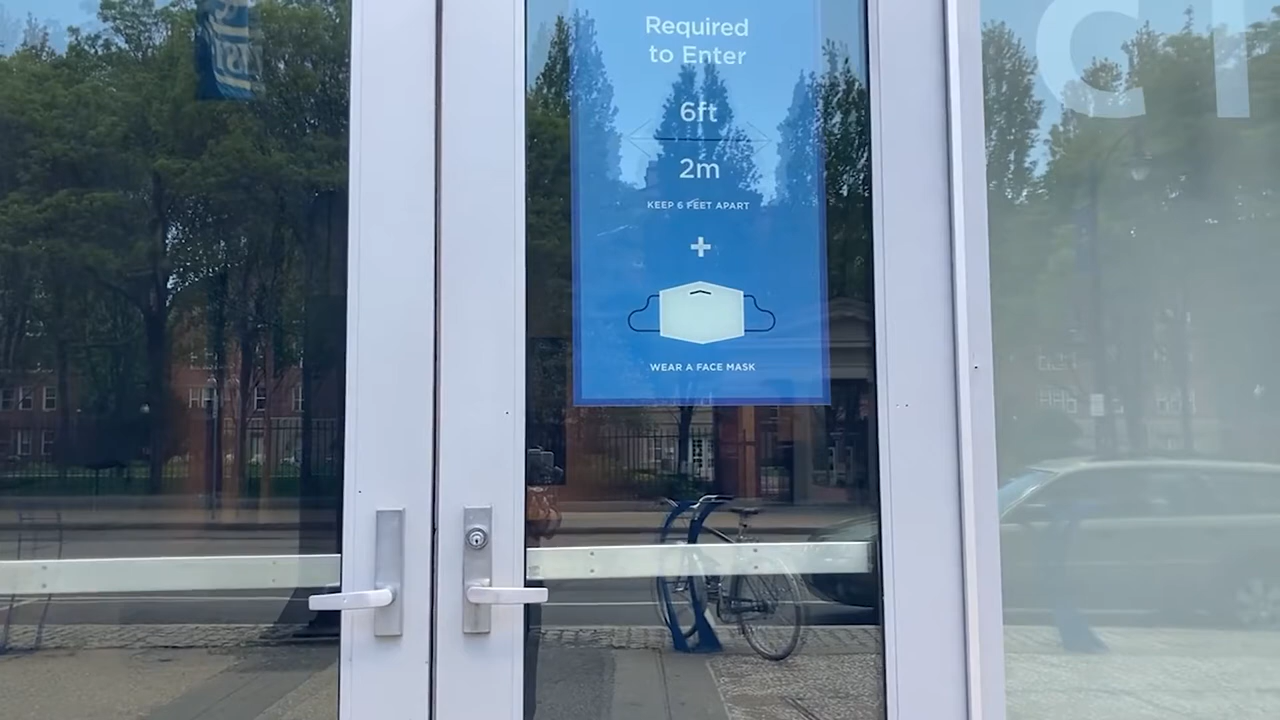 Required
to Enter
6ft
2m
KEEP 6 FEET APART
+
WEAR A FACE MASK